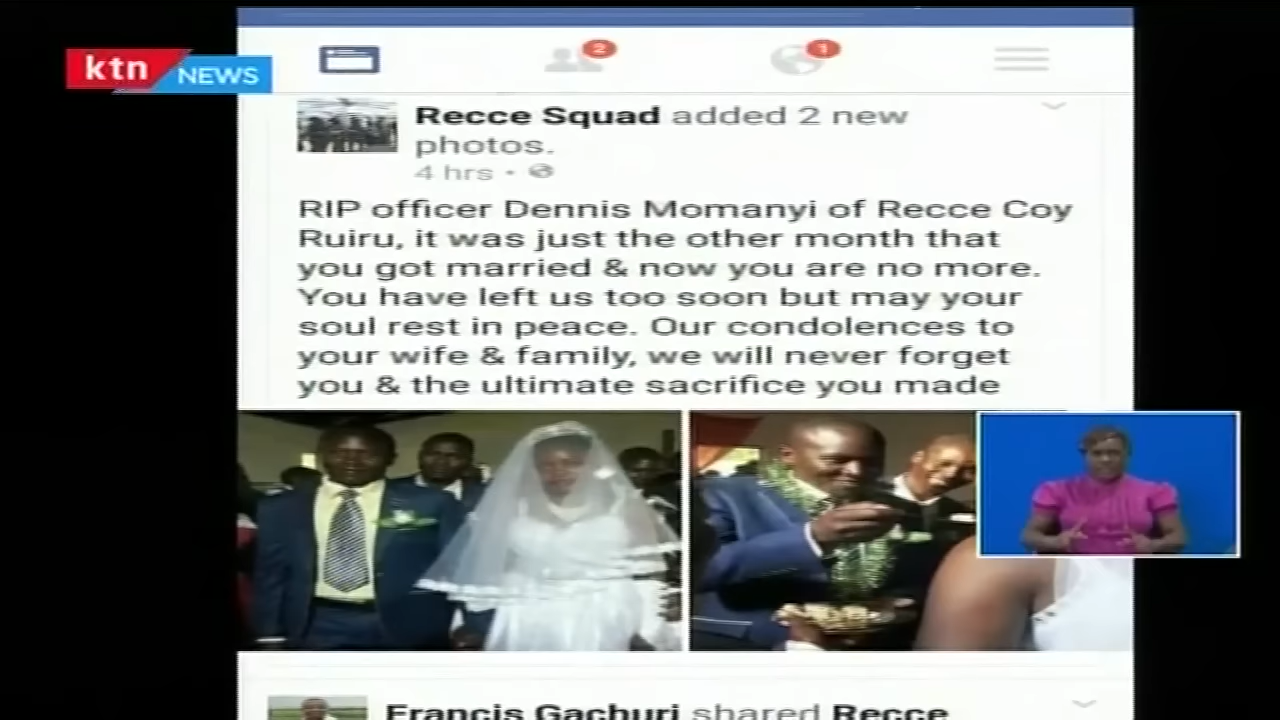 ktn NEWS
2
1
Recce Squad added 2 new
photos.
4 hrs
RIP officer Dennis Momanyi of Recce Coy
Ruiru, it was just the other month that
you got married & now you are no more.
You have left us too soon but may your
soul rest in peace. Our condolences to
your wife & family, we will never forget
you & the ultimate sacrifice you made
Francis Gachuri shared Recce